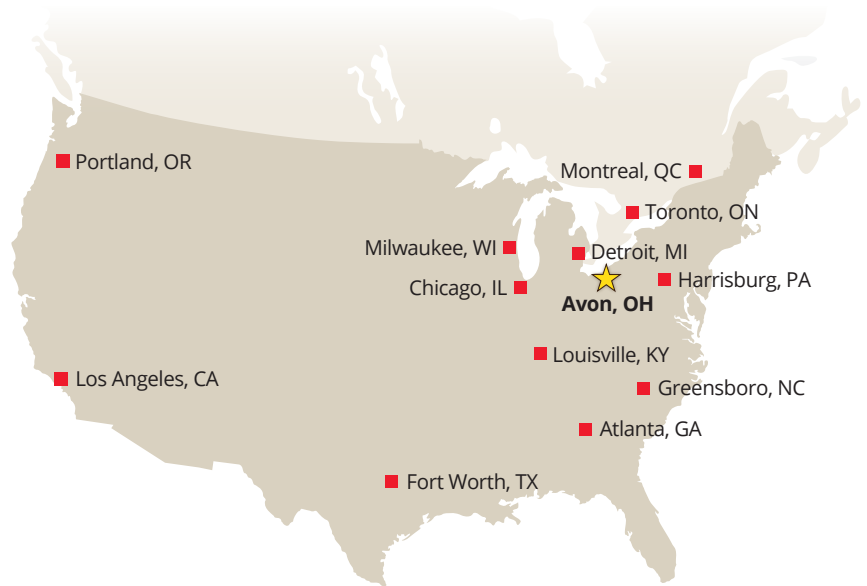 Portland, OR
Montreal, QC
Toronto, ON
Milwaukee, WI
Detroit, MI
Harrisburg, PA
Chicago, IL
Avon, OH
Louisville, KY
Los Angeles, CA
Greensboro, NC
Atlanta, GA
Fort Worth, TX